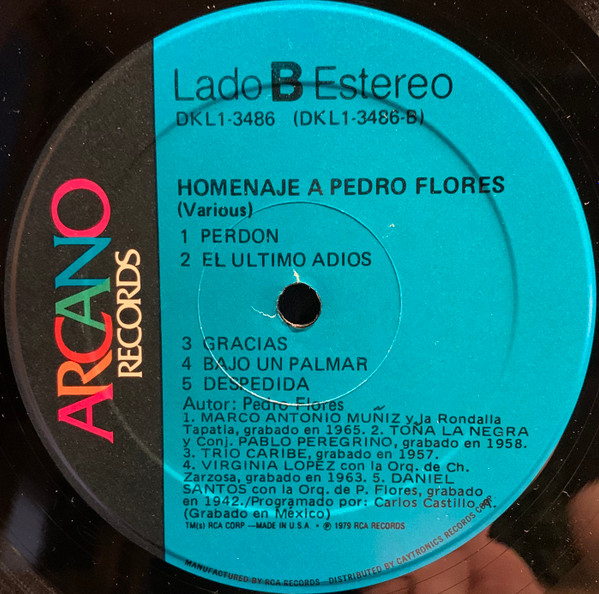 ARCANO
RECORDS
Lado B Estereo
DKL1-3486 (DKL1-3486-B)
HOMENAJE A PEDRO FLORES
(Various)
1 PERDON
2 EL ULTIMO ADIOS
3 GRACIAS
4 BAJO UN PALMAR
5 DESPEDIDA
Autor: Pedro Flores
1. MARCO ANTONIO MUÑIZ y la Rondalla
Tapatía, grabado en 1965. 2. TOÑA LA NEGRA
y Conj. PABLO PEREGRINO, grabado en 1958.
3. TRIO CARIBE, grabado en 1957.
4. VIRGINIA LOPEZ con la Orq. de Ch.
Zarzosa, grabado en 1963. 5. DANIEL
SANTOS con la Orq. de P. Flores, grabado
en 1942./Programado por: Carlos Castillo A.
(Grabado en México)
TM(s) RCA CORP —MADE IN U.S.A. • ℗ 1979 RCA RECORDS
MANUFACTURED BY RCA RECORDS DISTRIBUTED BY CAYTRONICS RECORDS CORP